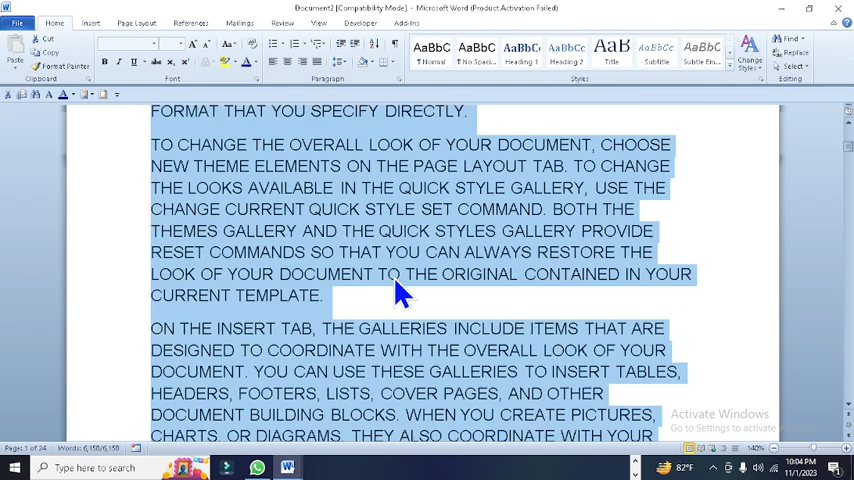 Document2 [Compatibility Mode] - Microsoft Word (Product Activation Failed)
File Home Insert Page Layout References Mailings Review View Developer Add-Ins
Paste
Cut
Copy
Format Painter
Clipboard
Font
Paragraph
AaBbC AaBbC AaBbCc AaBbCc AaB AaBbCc AaBbC
¶ Normal ¶ No Spaci... Heading 1 Heading 2 Title Subtitle Subtle Em...
Change
Styles
Styles
Find
Replace
Select
Editing
FORMAT THAT YOU SPECIFY DIRECTLY.
TO CHANGE THE OVERALL LOOK OF YOUR DOCUMENT, CHOOSE
NEW THEME ELEMENTS ON THE PAGE LAYOUT TAB. TO CHANGE
THE LOOKS AVAILABLE IN THE QUICK STYLE GALLERY, USE THE
CHANGE CURRENT QUICK STYLE SET COMMAND. BOTH THE
THEMES GALLERY AND THE QUICK STYLES GALLERY PROVIDE
RESET COMMANDS SO THAT YOU CAN ALWAYS RESTORE THE
LOOK OF YOUR DOCUMENT TO THE ORIGINAL CONTAINED IN YOUR
CURRENT TEMPLATE.
ON THE INSERT TAB, THE GALLERIES INCLUDE ITEMS THAT ARE
DESIGNED TO COORDINATE WITH THE OVERALL LOOK OF YOUR
DOCUMENT. YOU CAN USE THESE GALLERIES TO INSERT TABLES,
HEADERS, FOOTERS, LISTS, COVER PAGES, AND OTHER
DOCUMENT BUILDING BLOCKS. WHEN YOU CREATE PICTURES,
CHARTS, OR DIAGRAMS, THEY ALSO COORDINATE WITH YOUR
Activate Windows
Go to Settings to activate
Page: 1 of 24 Words: 6,158/6,158 140%
Type here to search
82°F
10:04 PM
11/1/2023